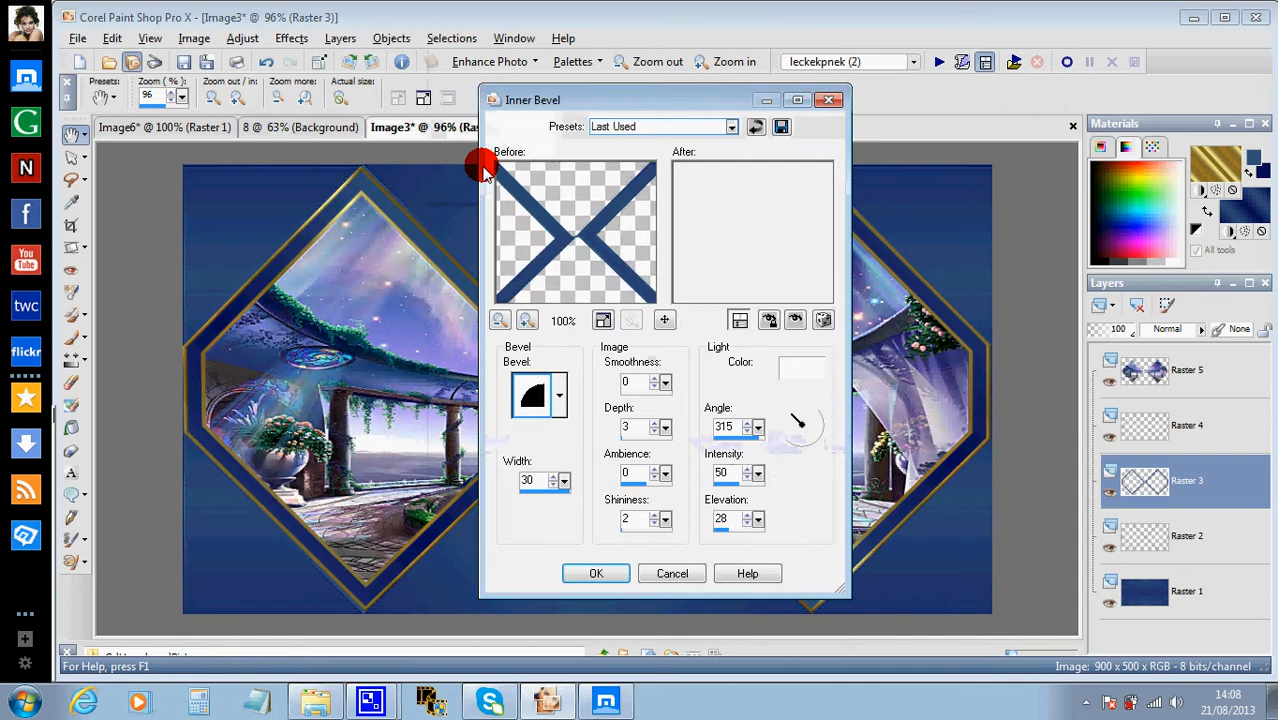 Corel Paint Shop Pro X - [Image3* @ 96% (Raster 3)]
File Edit View Image Adjust Effects Layers Objects Selections Window Help
Enhance Photo Palettes Zoom out Zoom in leckekpnek (2)
Presets: Zoom ( % ): Zoom out / in: Zoom more: Actual size:
96
Image6* @ 100% (Raster 1) 8 @ 63% (Background) Image3* @ 96% (Ras
Inner Bevel
Presets: Last Used
Before: After:
100%
Bevel Image Light
Bevel: Smoothness: Color:
0
Depth: Angle:
3 315
Width: Ambience: Intensity:
30 0 50
Shininess: Elevation:
2 28
OK Cancel Help
Materials
All tools
Layers
100 Normal None
Raster 5
Raster 4
Raster 3
Raster 2
Raster 1
G
N
f
You
Tube
twc
flickr
For Help, press F1 Image: 900 x 500 x RGB - 8 bits/channel
14:08
21/08/2013